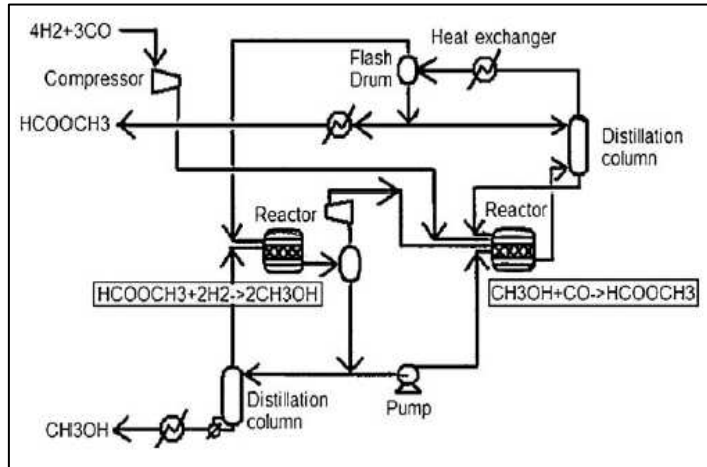 4H2+3CO
Heat exchanger
Flash
Drum
Compressor
HCOOCH3
Distillation
column
Reactor
Reactor
HCOOCH3+2H2->2CH3OH
CH3OH+CO->HCOOCH3
Distillation
column
Pump
CH3OH